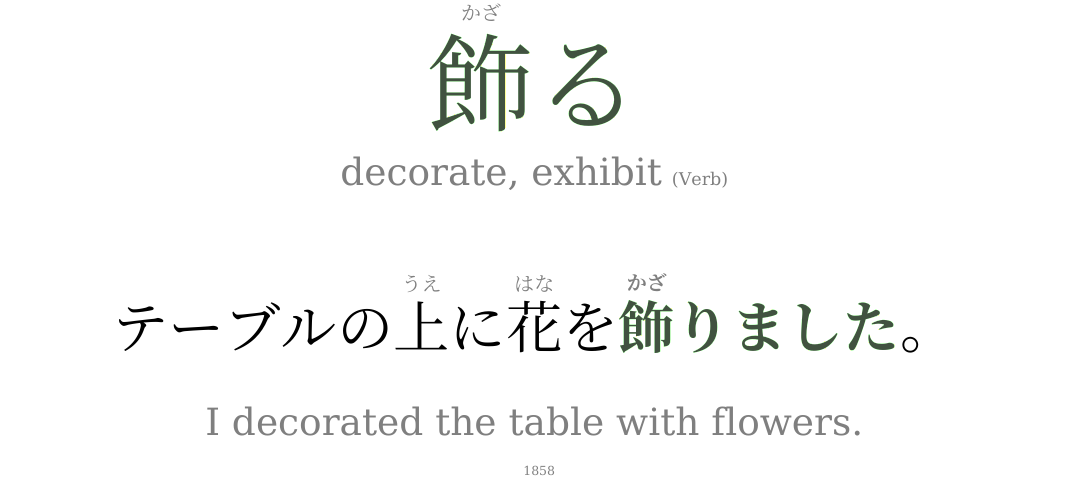 かざ
飾る
decorate, exhibit (Verb)
うえ はな かざ
テーブルの上に花を飾りました。
I decorated the table with flowers.
1858